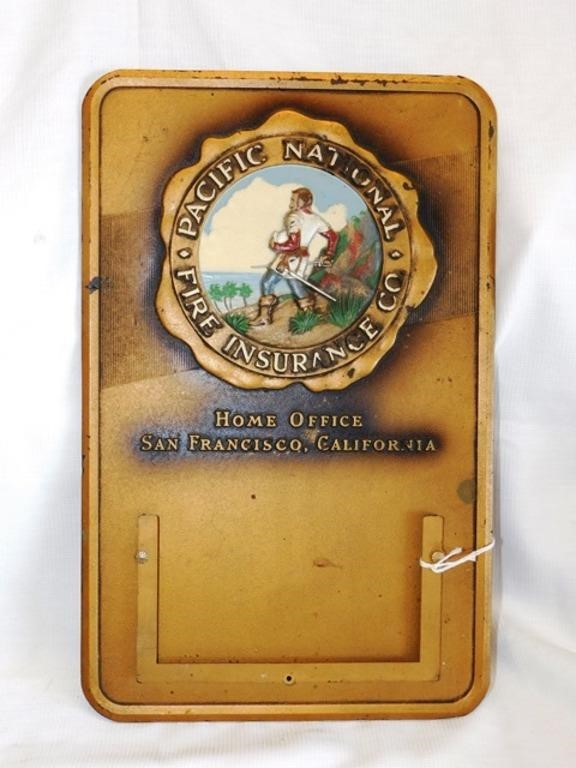 PACIFIC NATIONAL
FIRE INSURANCE CO
HOME OFFICE
SAN FRANCISCO, CALIFORNIA